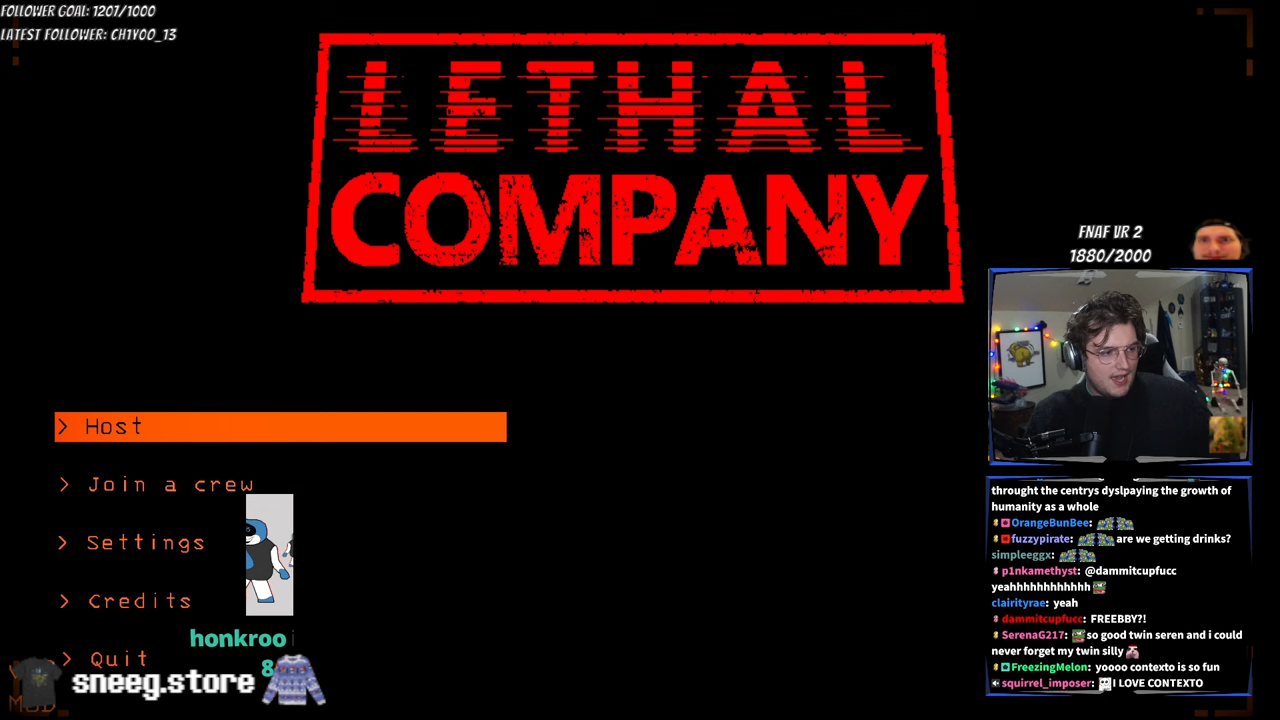 FOLLOWER GOAL: 1207/1000
LATEST FOLLOWER: CH1YOO_13
LETHAL
COMPANY
FNAF VR 2
1880/2000
> Host
> Join a crew
> Settings
> Credits
> Quit
honkroo
8
sneeg.store
throught the centrys dyslpaying the growth of
humanity as a whole
OrangeBunBee:
fuzzypirate: are we getting drinks?
simpleeggx:
p1nkamethyst: @dammitcupfucc
yeahhhhhhhhhhh
clairityrae: yeah
dammitcupfucc: FREEBBY?!
SerenaG217: so good twin seren and i could
never forget my twin silly
FreezingMelon: yoooo contexto is so fun
squirrel_imposer: I LOVE CONTEXTO